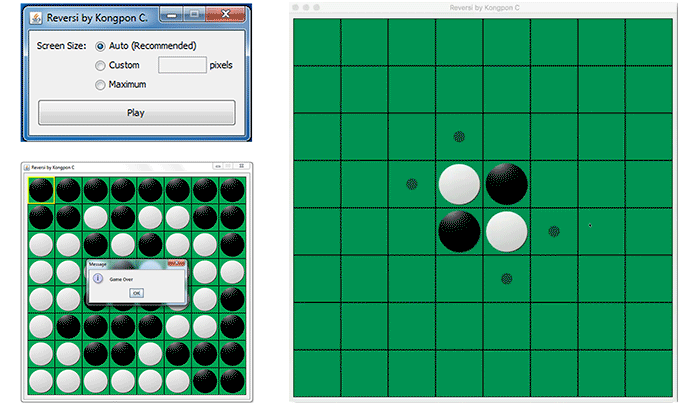 Reversi by Kongpon C.
Screen Size: Auto (Recommended)
Custom pixels
Maximum
Play
Reversi by Kongpon C
Message
Game Over
OK
Reversi by Kongpon C